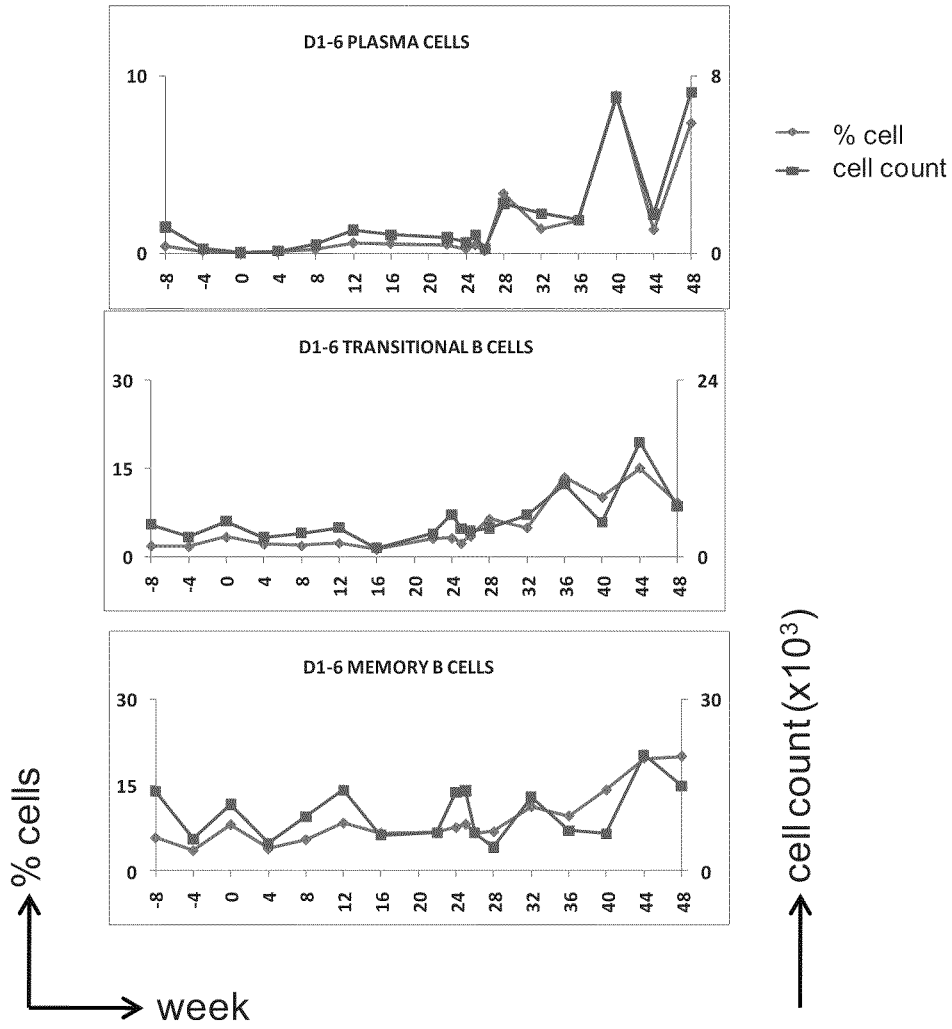 D1-6 PLASMA CELLS
10 8
0 0
-8 -4 0 4 8 12 16 20 24 28 32 36 40 44 48
% cell
cell count
D1-6 TRANSITIONAL B CELLS
30 24
15
0 0
-8 -4 0 4 8 12 16 20 24 28 32 36 40 44 48
D1-6 MEMORY B CELLS
30 30
15 15
0 0
-8 -4 0 4 8 12 16 20 24 28 32 36 40 44 48
% cells
week
cell count (x10³)